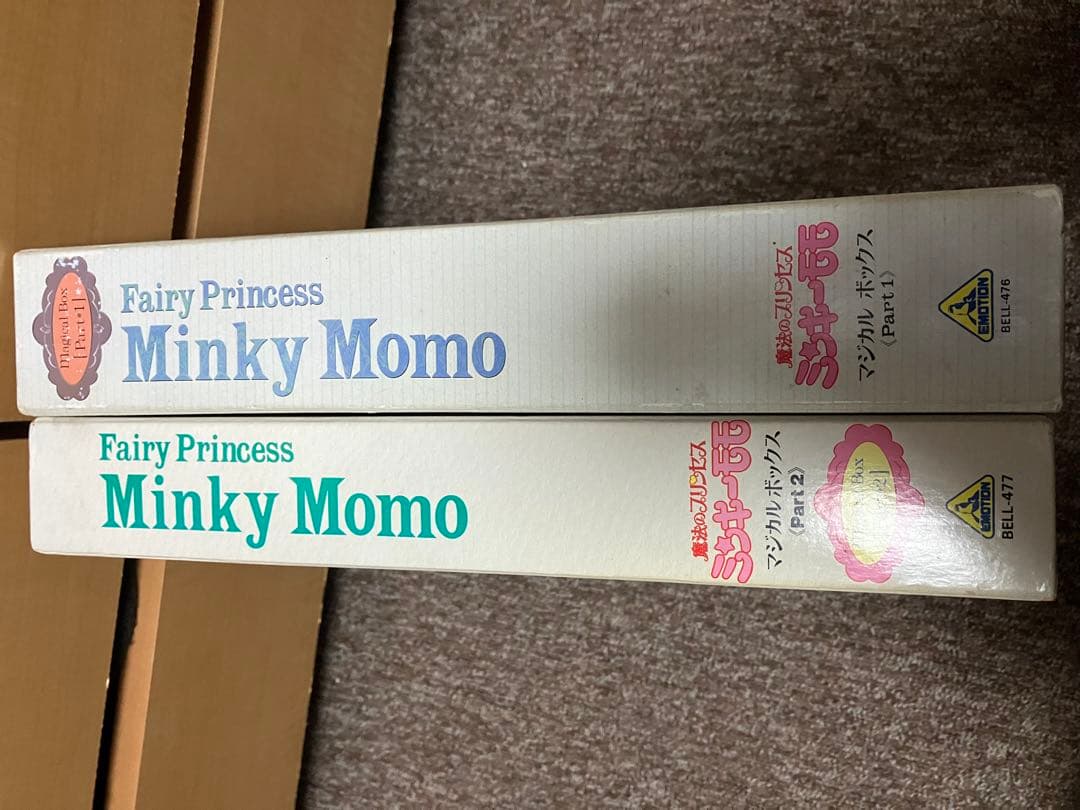 Magical Box
[Part・1]
Fairy Princess
Minky Momo
魔法のプリンセス
ミンキーモモ
マジカル ボックス
〈Part 1〉
EMOTION
BELL-476
Fairy Princess
Minky Momo
魔法のプリンセス
ミンキーモモ
マジカル ボックス
〈Part 2〉
Box
2]
EMOTION
BELL-477